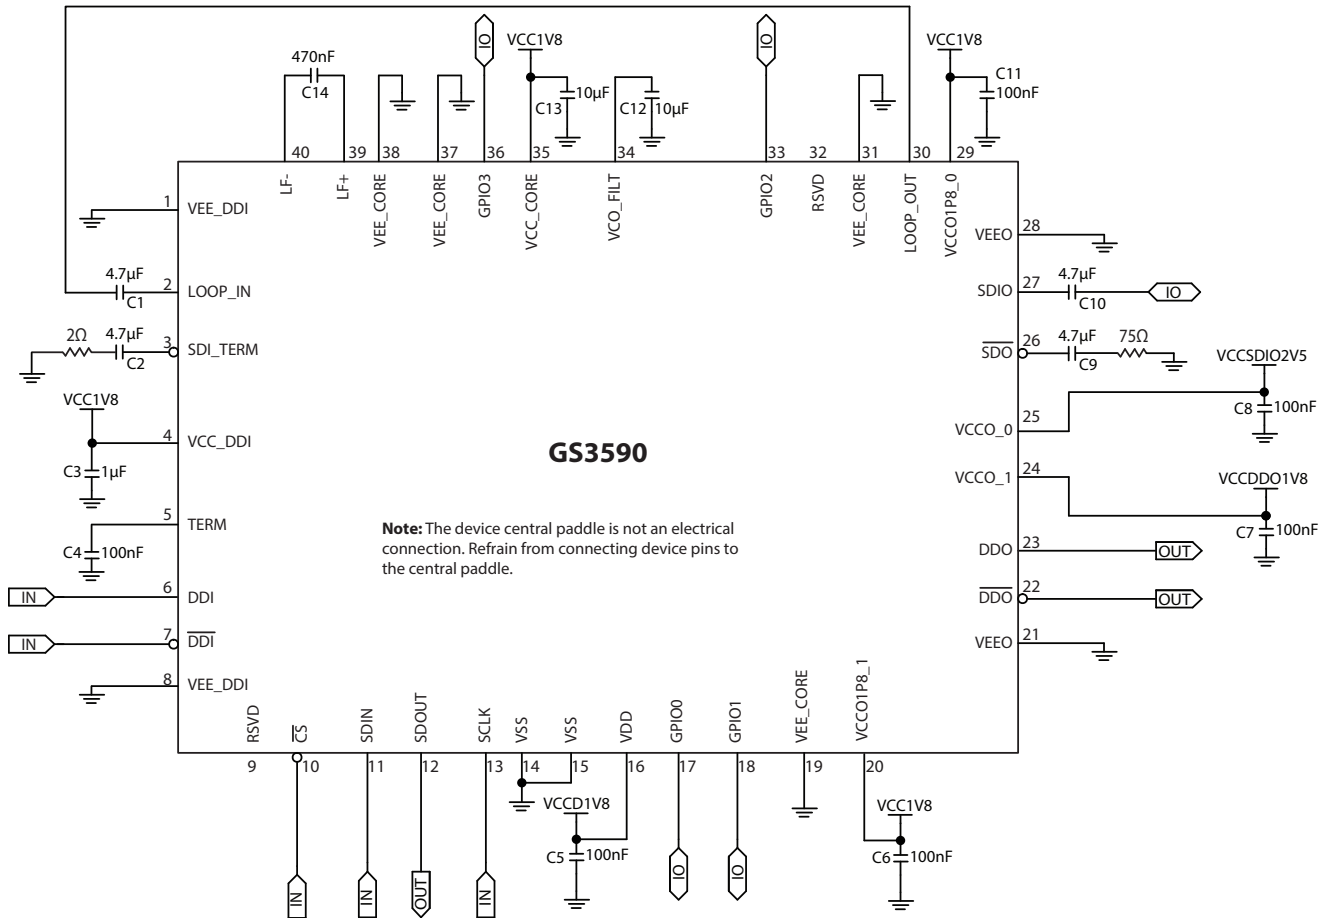 IO
IO
VCC1V8
VCC1V8
470nF
C14
C13
10µF
C12
10µF
C11
100nF
40
39
38
37
36
35
34
33
32
31
30
29
LF-
LF+
VEE_CORE
VEE_CORE
GPIO3
VCC_CORE
VCO_FILT
GPIO2
RSVD
VEE_CORE
LOOP_OUT
VCCO1P8_0
1
VEE_DDI
4.7µF
C1
2
LOOP_IN
2Ω
4.7µF
C2
3
SDI_TERM
VCC1V8
4
VCC_DDI
C3
1µF
5
TERM
C4
100nF
IN
6
DDI
IN
7
DDI
8
VEE_DDI
GS3590
Note: The device central paddle is not an electrical
connection. Refrain from connecting device pins to
the central paddle.
VEEO
28
SDIO
27
4.7µF
C10
IO
SDO
26
4.7µF
C9
75Ω
VCCSDIO2V5
VCCO_0
25
C8
100nF
VCCO_1
24
VCCDDO1V8
C7
100nF
DDO
23
OUT
DDO
22
OUT
VEEO
21
RSVD
CS
SDIN
SDOUT
SCLK
VSS
VSS
VDD
GPIO0
GPIO1
VEE_CORE
VCCO1P8_1
9
10
11
12
13
14
15
16
17
18
19
20
VCCD1V8
C5
100nF
VCC1V8
C6
100nF
IN
IN
OUT
IN
IO
IO